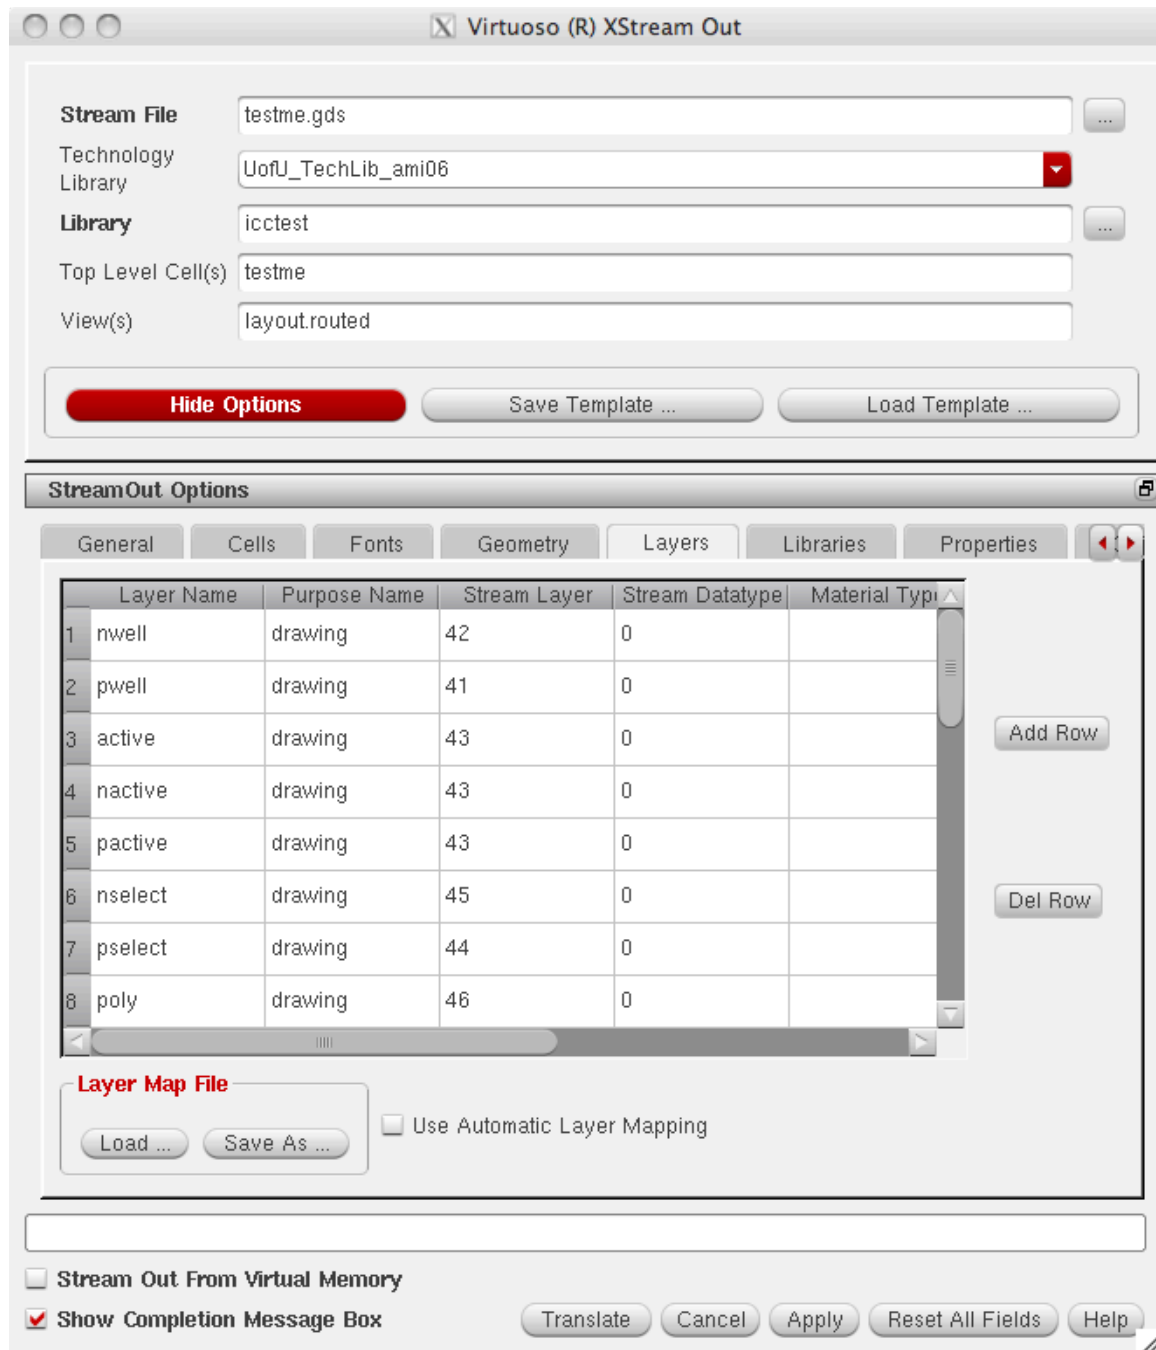 Virtuoso (R) XStream Out
Stream File
testme.gds
...
Technology
Library
UofU_TechLib_ami06
Library
icctest
...
Top Level Cell(s)
testme
View(s)
layout.routed
Hide Options
Save Template ...
Load Template ...
StreamOut Options
General Cells Fonts Geometry Layers Libraries Properties
Layer Name Purpose Name Stream Layer Stream Datatype Material Type
1 nwell drawing 42 0
2 pwell drawing 41 0
3 active drawing 43 0
4 nactive drawing 43 0
5 pactive drawing 43 0
6 nselect drawing 45 0
7 pselect drawing 44 0
8 poly drawing 46 0
Add Row
Del Row
Layer Map File
Load ... Save As ...
Use Automatic Layer Mapping
Stream Out From Virtual Memory
Show Completion Message Box
Translate Cancel Apply Reset All Fields Help